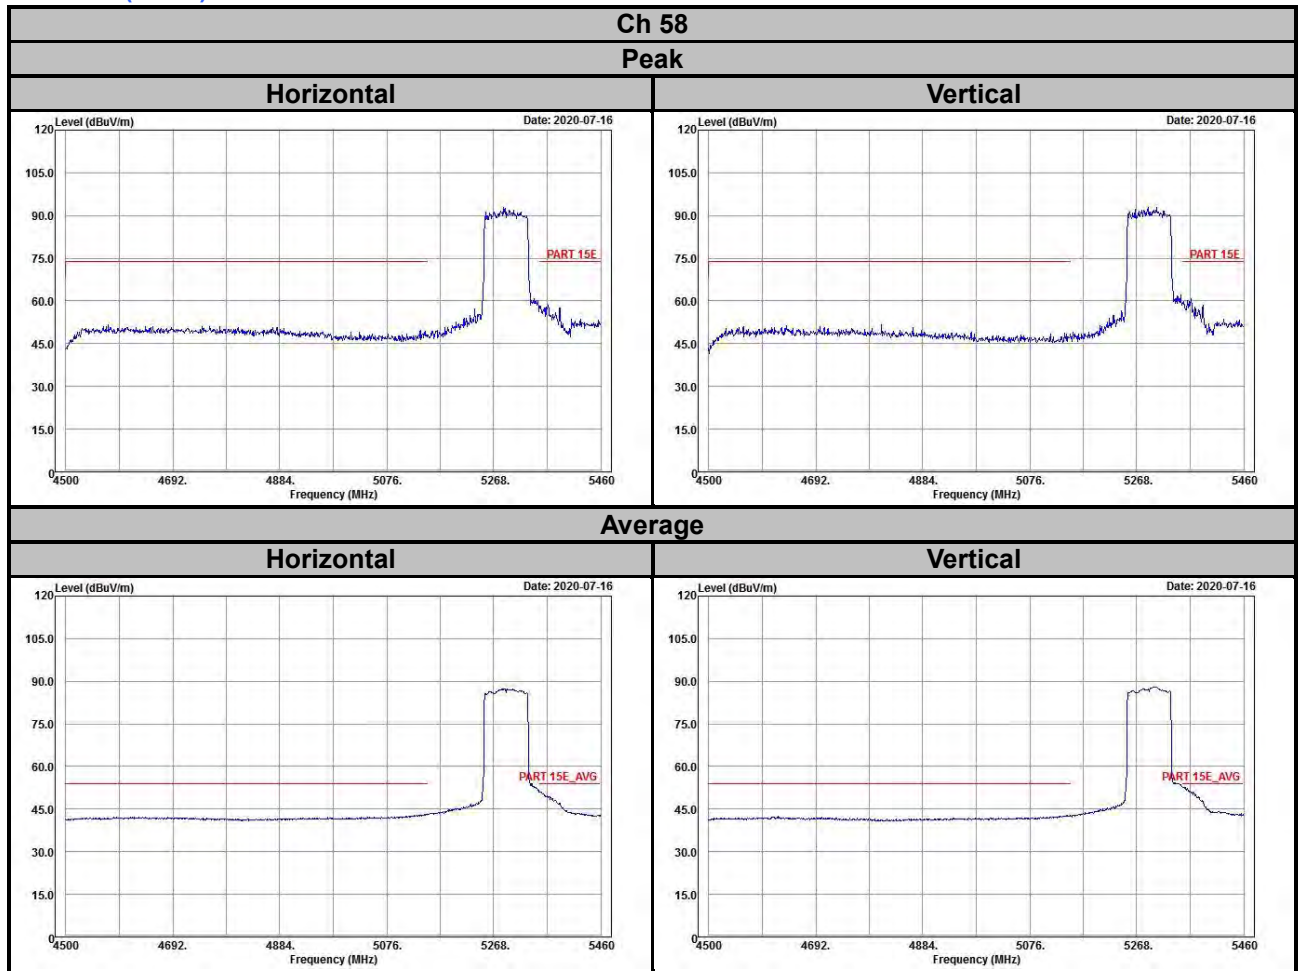 Ch 58
Peak
Horizontal Vertical
Level (dBuV/m) Date: 2020-07-16
120
105.0
90.0
75.0
60.0
45.0
30.0
15.0
0
PART 15E
4500 4692. 4884. 5076. 5268. 5460
Frequency (MHz)
Level (dBuV/m) Date: 2020-07-16
120
105.0
90.0
75.0
60.0
45.0
30.0
15.0
0
PART 15E
4500 4692. 4884. 5076. 5268. 5460
Frequency (MHz)
Average
Horizontal Vertical
Level (dBuV/m) Date: 2020-07-16
120
105.0
90.0
75.0
60.0
45.0
30.0
15.0
0
PART 15E_AVG
4500 4692. 4884. 5076. 5268. 5460
Frequency (MHz)
Level (dBuV/m) Date: 2020-07-16
120
105.0
90.0
75.0
60.0
45.0
30.0
15.0
0
PART 15E_AVG
4500 4692. 4884. 5076. 5268. 5460
Frequency (MHz)